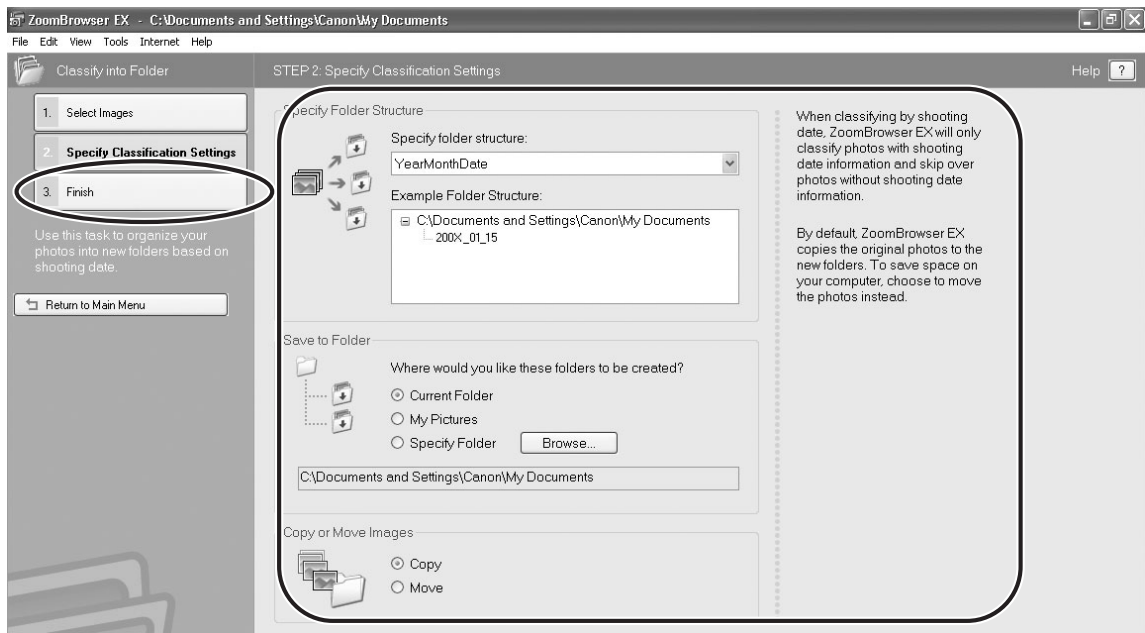 ZoomBrowser EX - C:\Documents and Settings\Canon\My Documents
File Edit View Tools Internet Help
Classify into Folder
STEP 2: Specify Classification Settings
Help ?
1. Select Images
2. Specify Classification Settings
3. Finish
Use this task to organize your
photos into new folders based on
shooting date.
Return to Main Menu
Specify Folder Structure
Specify folder structure:
YearMonthDate
Example Folder Structure:
C:\Documents and Settings\Canon\My Documents
200X_01_15
Save to Folder
Where would you like these folders to be created?
Current Folder
My Pictures
Specify Folder Browse...
C:\Documents and Settings\Canon\My Documents
Copy or Move Images
Copy
Move
When classifying by shooting
date, ZoomBrowser EX will only
classify photos with shooting
date information and skip over
photos without shooting date
information.
By default, ZoomBrowser EX
copies the original photos to the
new folders. To save space on
your computer, choose to move
the photos instead.